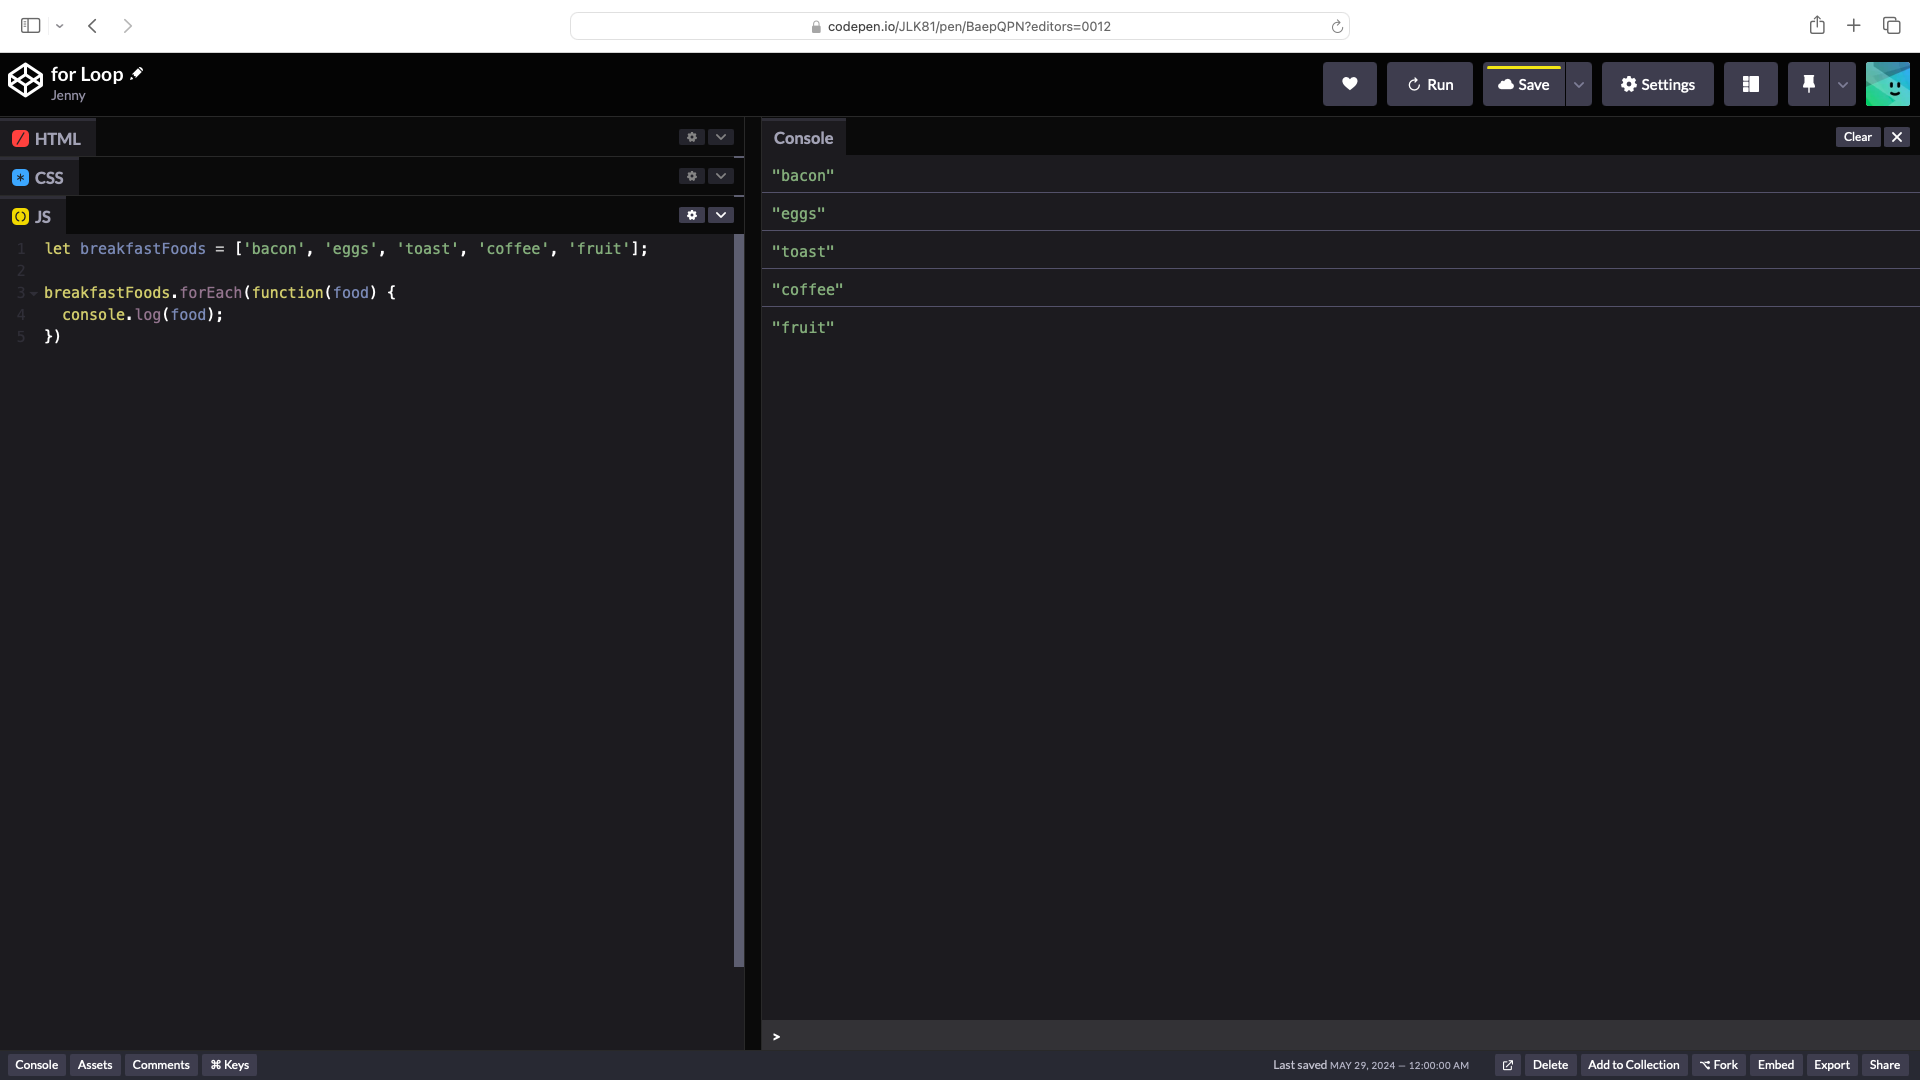 codepen.io/JLK81/pen/BaepQPN?editors=0012
for Loop
Jenny
Run
Save
Settings
HTML
CSS
JS
1 let breakfastFoods = ['bacon', 'eggs', 'toast', 'coffee', 'fruit'];
2
3 breakfastFoods.forEach(function(food) {
4 console.log(food);
5 })
Console
Clear
"bacon"
"eggs"
"toast"
"coffee"
"fruit"
>
Console Assets Comments ⌘ Keys
Last saved MAY 29, 2024 — 12:00:00 AM
Delete Add to Collection Fork Embed Export Share